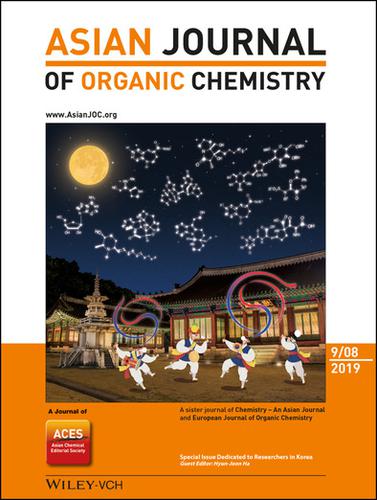 ASIAN JOURNAL
OF ORGANIC CHEMISTRY
www.AsianJOC.org
9/08
2019
A Journal of
ACES
Asian Chemical
Editorial Society
A sister journal of Chemistry – An Asian Journal
and European Journal of Organic Chemistry
Special Issue Dedicated to Researchers in Korea
Guest Editor: Hyun-Joon Ha
WILEY-VCH